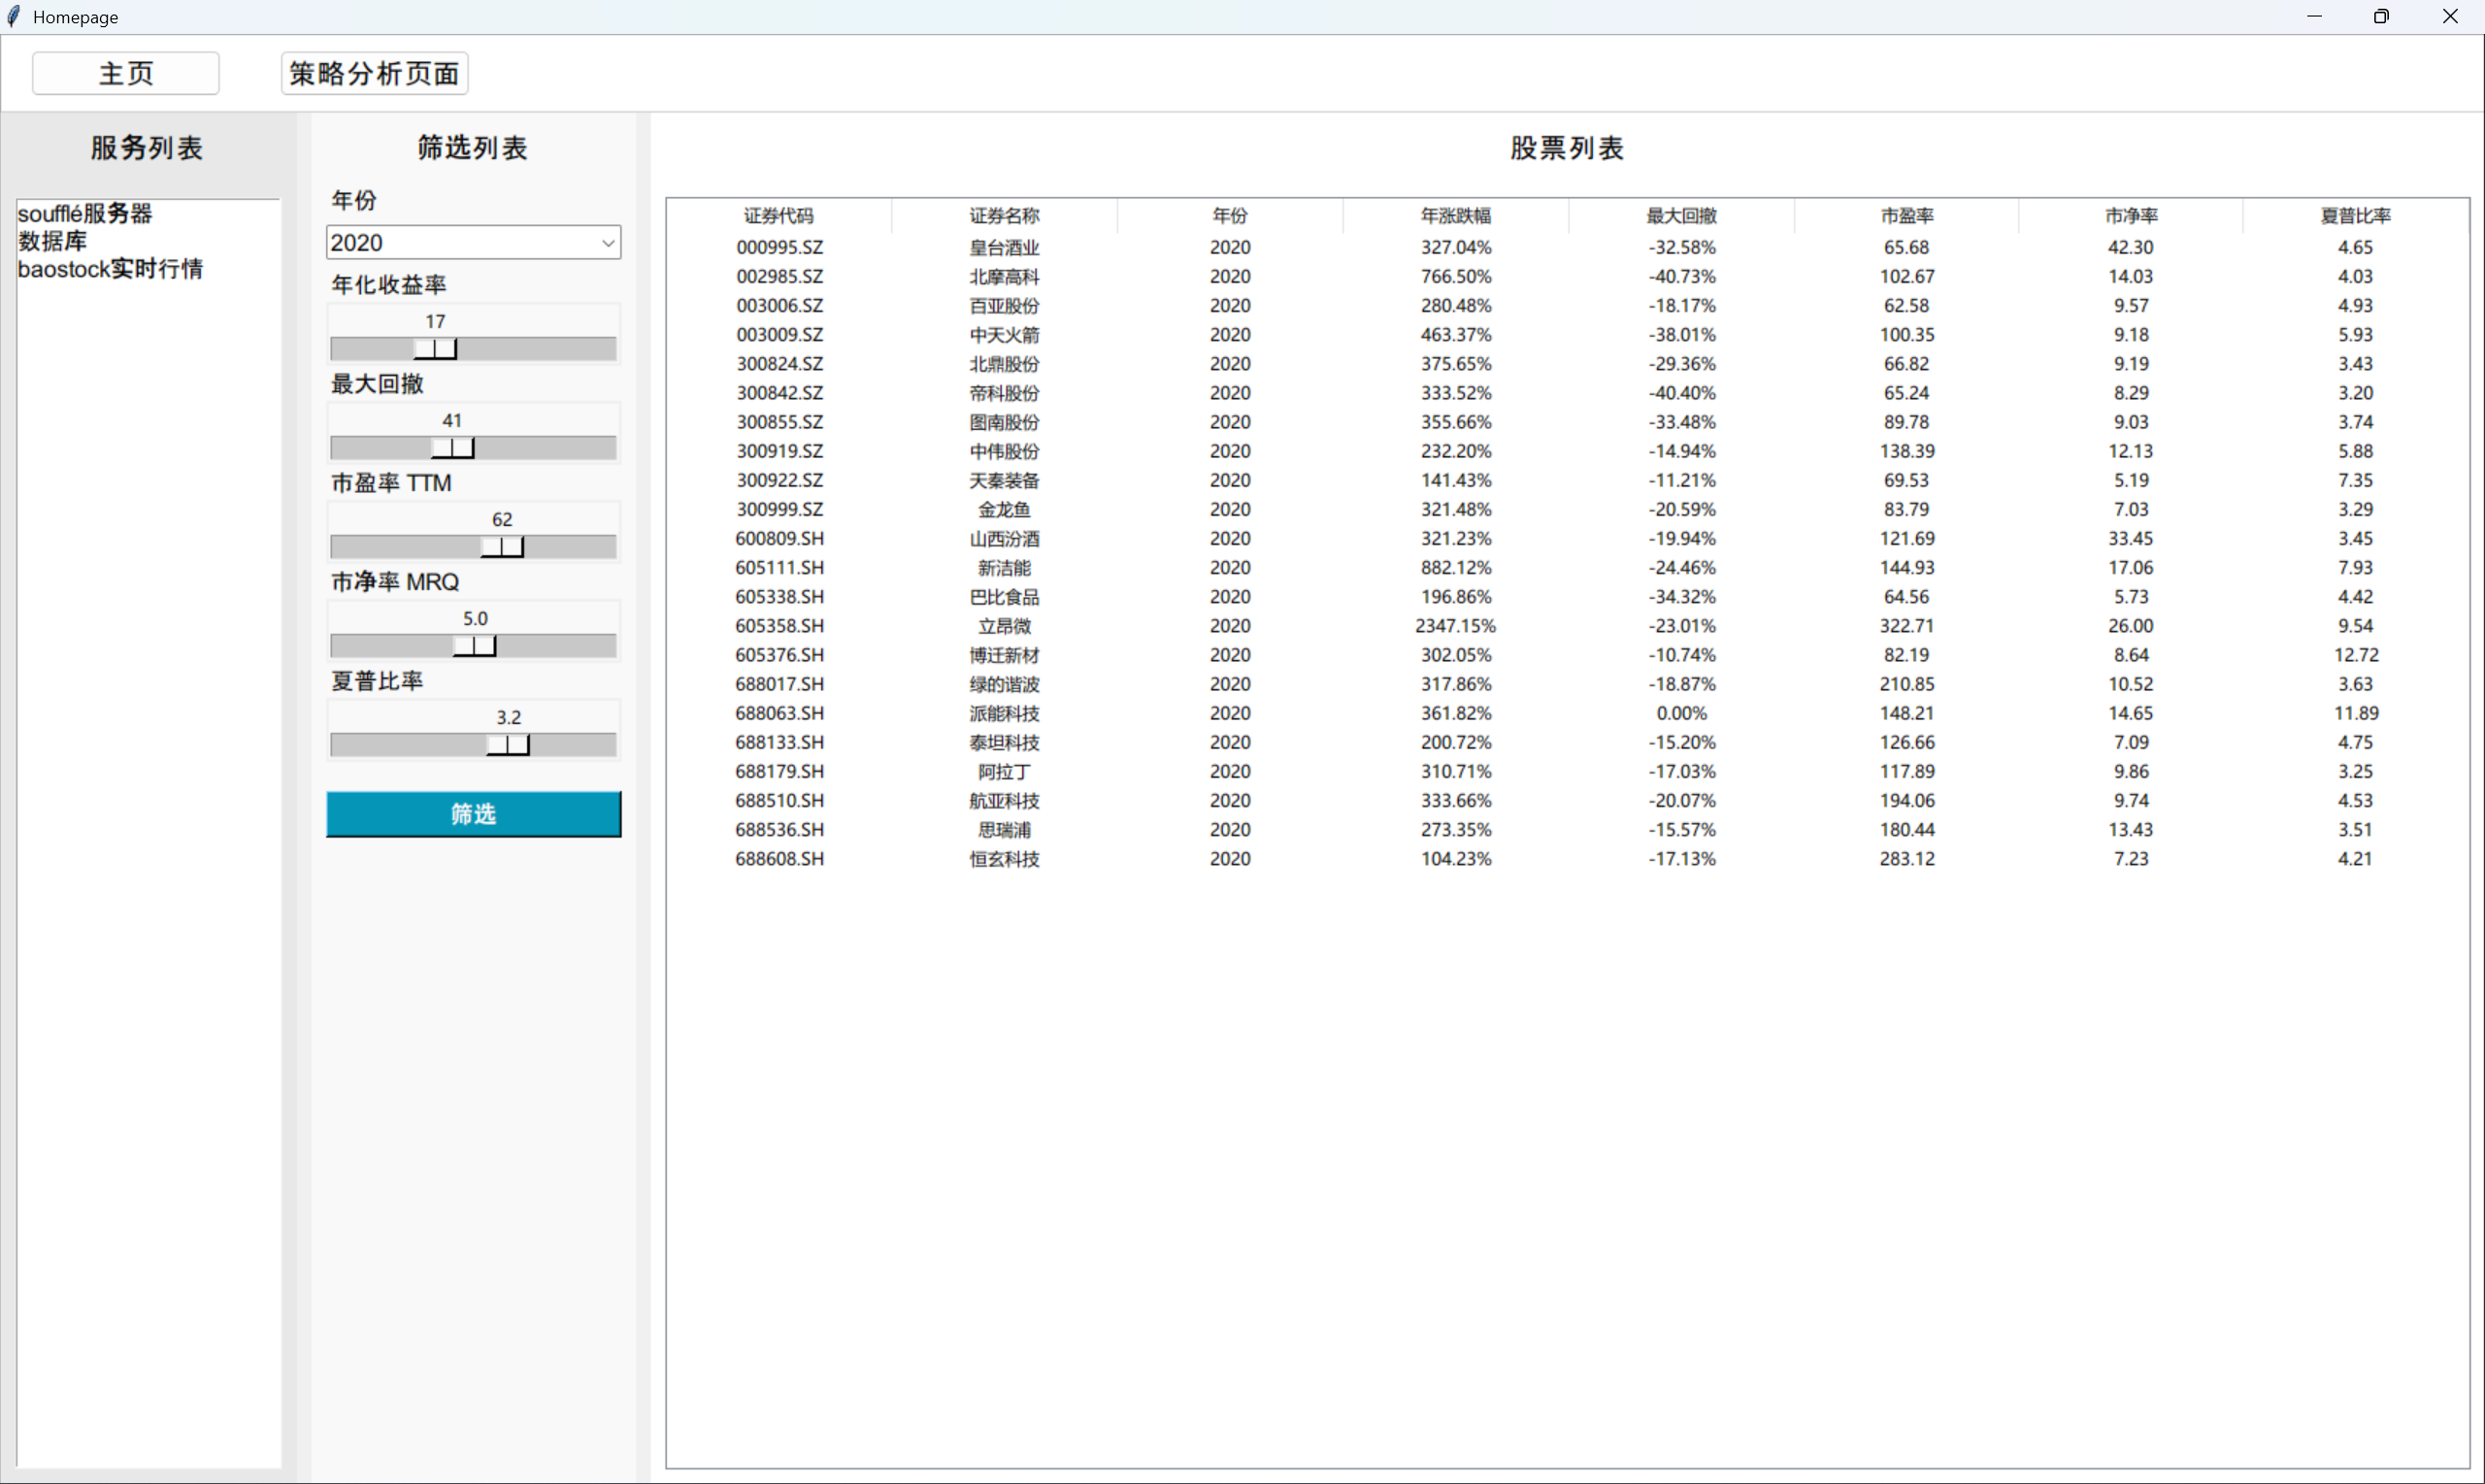 Homepage
主页 策略分析页面
服务列表
soufflé服务器
数据库
baostock实时行情
筛选列表
年份
2020
年化收益率
17
最大回撤
41
市盈率 TTM
62
市净率 MRQ
5.0
夏普比率
3.2
筛选
股票列表
证券代码 证券名称 年份 年涨跌幅 最大回撤 市盈率 市净率 夏普比率
000995.SZ 皇台酒业 2020 327.04% -32.58% 65.68 42.30 4.65
002985.SZ 北摩高科 2020 766.50% -40.73% 102.67 14.03 4.03
003006.SZ 百亚股份 2020 280.48% -18.17% 62.58 9.57 4.93
003009.SZ 中天火箭 2020 463.37% -38.01% 100.35 9.18 5.93
300824.SZ 北鼎股份 2020 375.65% -29.36% 66.82 9.19 3.43
300842.SZ 帝科股份 2020 333.52% -40.40% 65.24 8.29 3.20
300855.SZ 图南股份 2020 355.66% -33.48% 89.78 9.03 3.74
300919.SZ 中伟股份 2020 232.20% -14.94% 138.39 12.13 5.88
300922.SZ 天秦装备 2020 141.43% -11.21% 69.53 5.19 7.35
300999.SZ 金龙鱼 2020 321.48% -20.59% 83.79 7.03 3.29
600809.SH 山西汾酒 2020 321.23% -19.94% 121.69 33.45 3.45
605111.SH 新洁能 2020 882.12% -24.46% 144.93 17.06 7.93
605338.SH 巴比食品 2020 196.86% -34.32% 64.56 5.73 4.42
605358.SH 立昂微 2020 2347.15% -23.01% 322.71 26.00 9.54
605376.SH 博迁新材 2020 302.05% -10.74% 82.19 8.64 12.72
688017.SH 绿的谐波 2020 317.86% -18.87% 210.85 10.52 3.63
688063.SH 派能科技 2020 361.82% 0.00% 148.21 14.65 11.89
688133.SH 泰坦科技 2020 200.72% -15.20% 126.66 7.09 4.75
688179.SH 阿拉丁 2020 310.71% -17.03% 117.89 9.86 3.25
688510.SH 航亚科技 2020 333.66% -20.07% 194.06 9.74 4.53
688536.SH 思瑞浦 2020 273.35% -15.57% 180.44 13.43 3.51
688608.SH 恒玄科技 2020 104.23% -17.13% 283.12 7.23 4.21